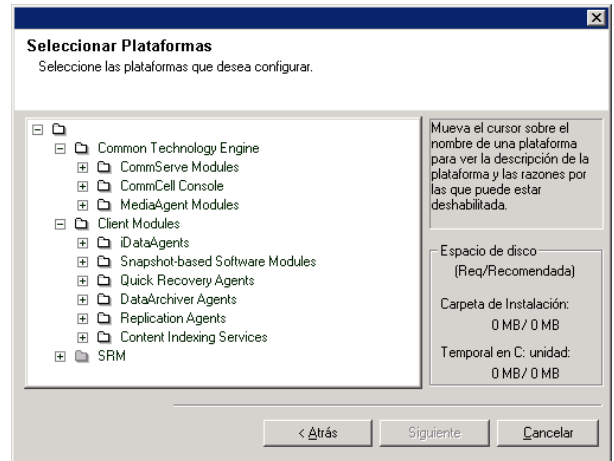 Seleccionar Plataformas
Seleccione las plataformas que desea configurar.
Common Technology Engine
CommServe Modules
CommCell Console
MediaAgent Modules
Client Modules
iDataAgents
Snapshot-based Software Modules
Quick Recovery Agents
DataArchiver Agents
Replication Agents
Content Indexing Services
SRM
Mueva el cursor sobre el
nombre de una plataforma
para ver la descripción de la
plataforma y las razones por
las que puede estar
deshabilitada.
Espacio de disco
(Req/Recomendada)
Carpeta de Instalación:
0 MB/ 0 MB
Temporal en C: unidad:
0 MB/ 0 MB
< Atrás
Siguiente
Cancelar